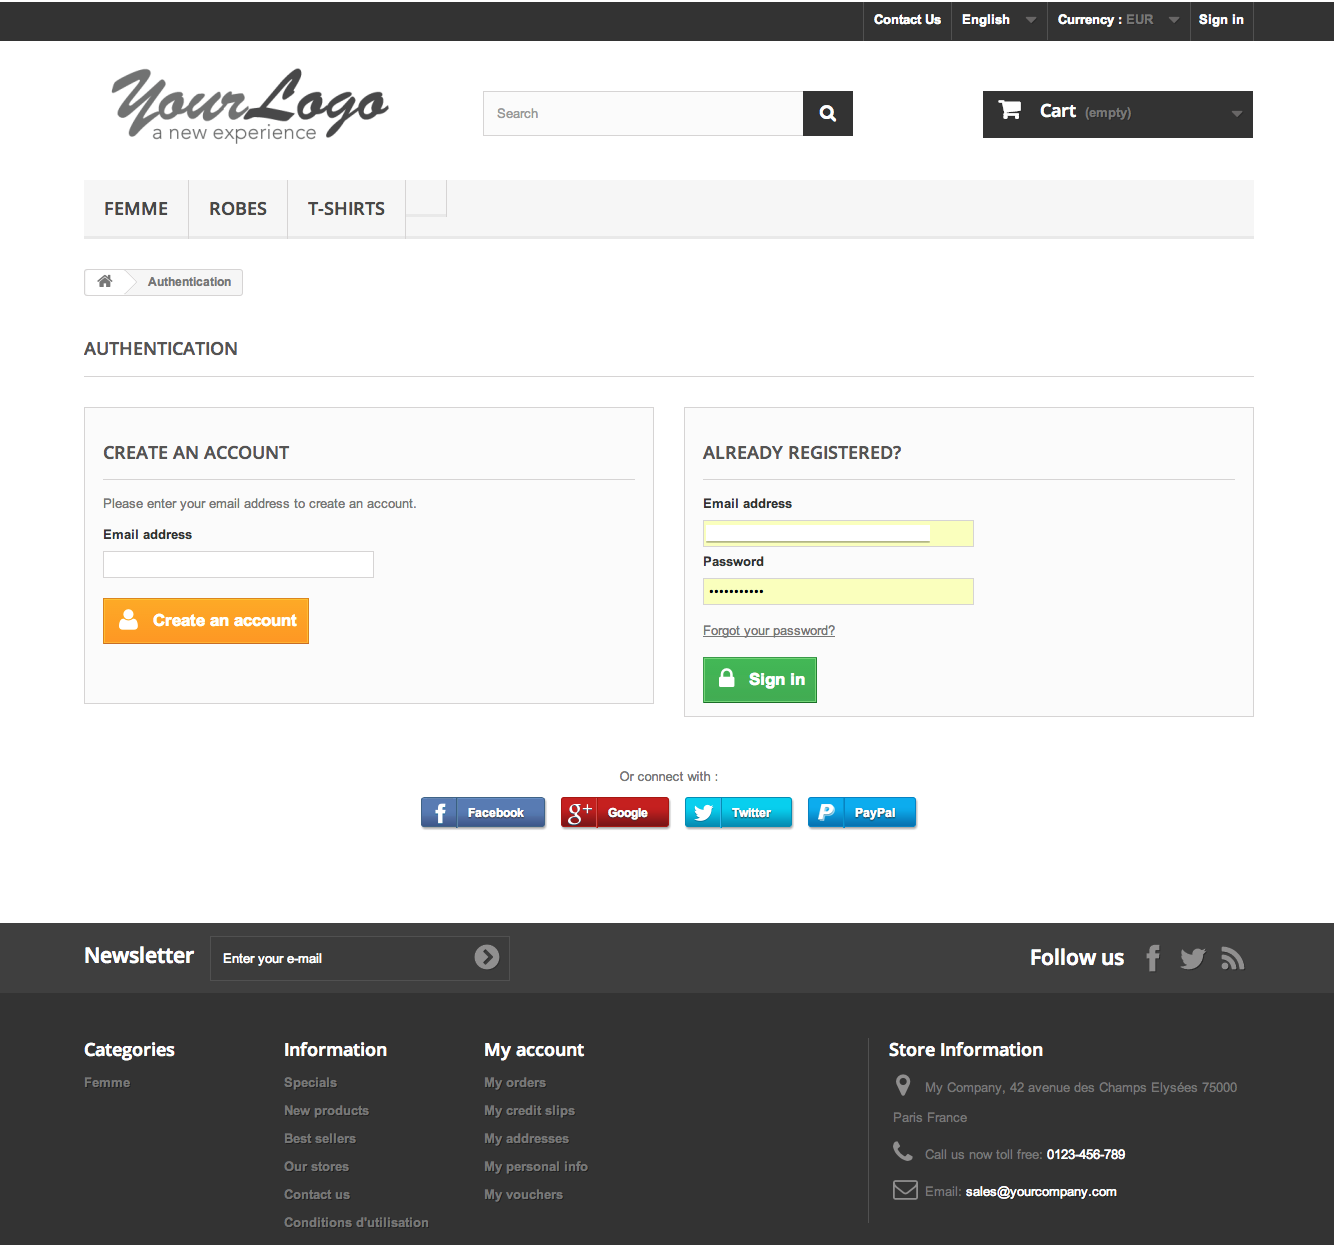 Contact Us English Currency : EUR Sign in
YourLogo
a new experience
Search
Cart (empty)
FEMME ROBES T-SHIRTS
Authentication
AUTHENTICATION
CREATE AN ACCOUNT
Please enter your email address to create an account.
Email address
Create an account
ALREADY REGISTERED?
Email address
Password
•••••••••••
Forgot your password?
Sign in
Or connect with :
Facebook Google Twitter PayPal
Newsletter Enter your e-mail
Follow us
Categories
Femme
Information
Specials
New products
Best sellers
Our stores
Contact us
Conditions d'utilisation
My account
My orders
My credit slips
My addresses
My personal info
My vouchers
Store Information
My Company, 42 avenue des Champs Elysées 75000
Paris France
Call us now toll free: 0123-456-789
Email: sales@yourcompany.com